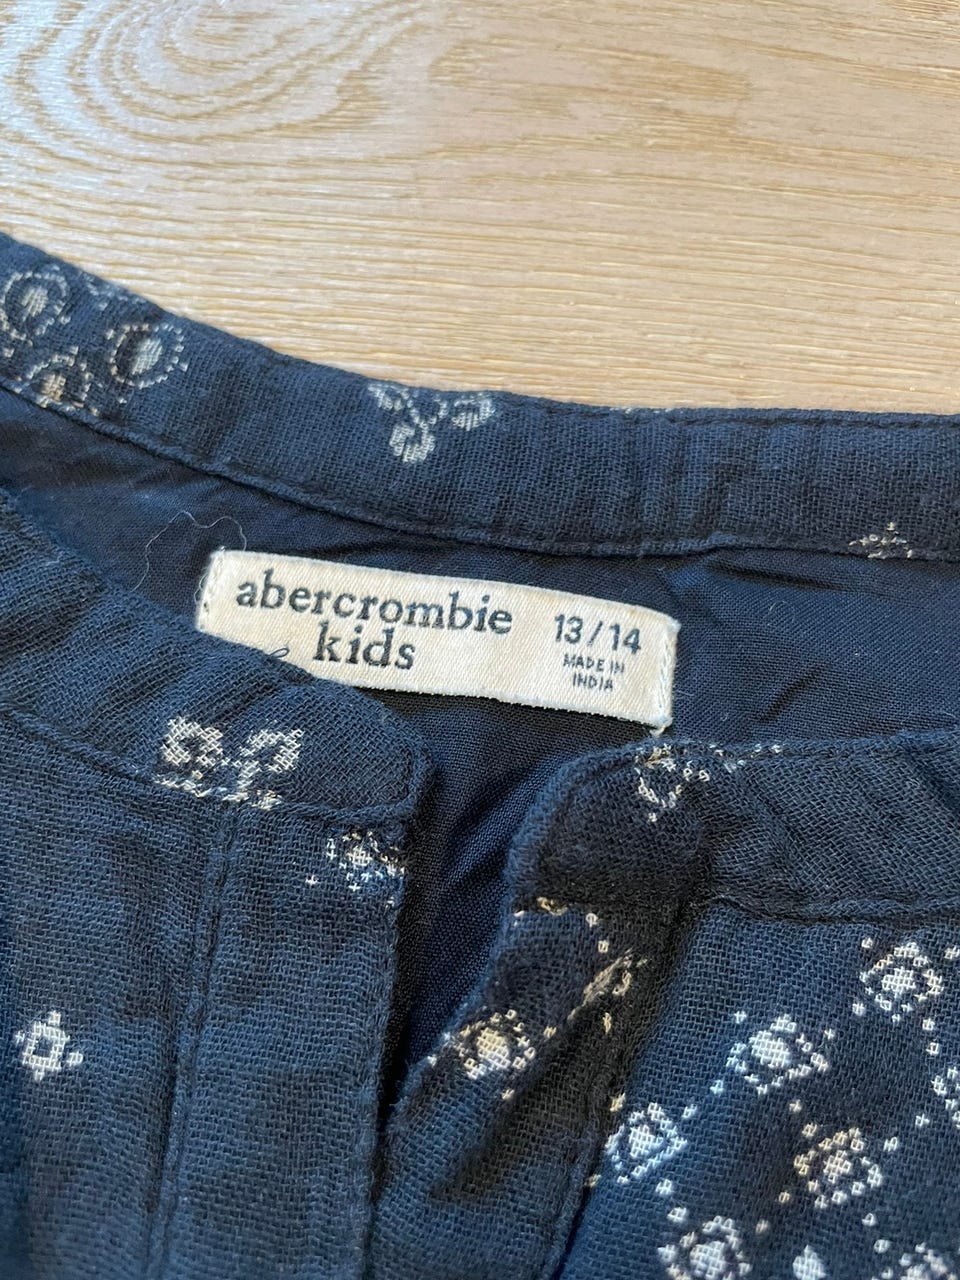 abercrombie
kids
13/14
MADE IN
INDIA